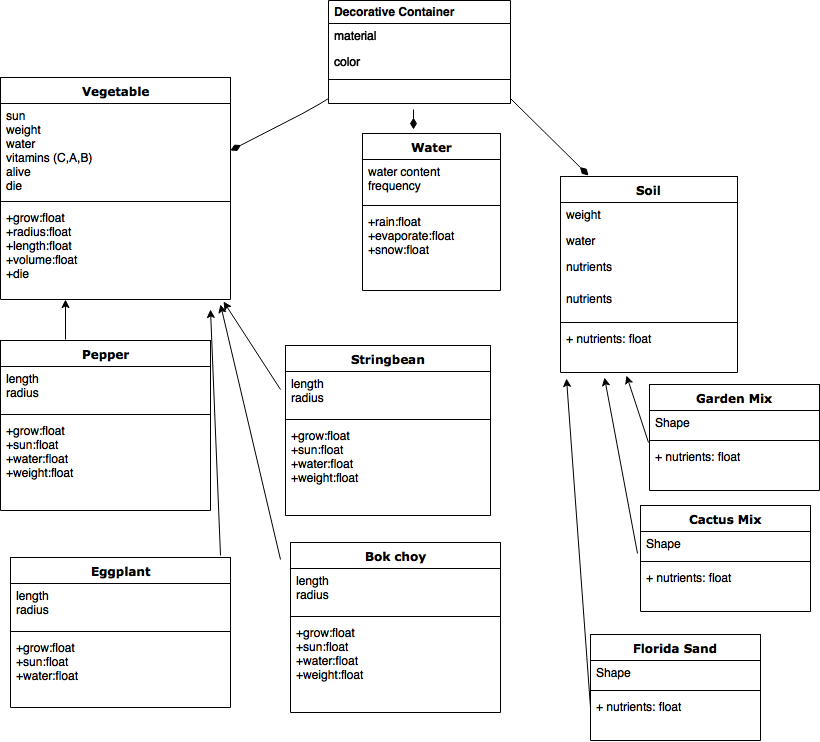 Decorative Container
material
color
Vegetable
sun
weight
water
vitamins (C,A,B)
alive
die
+grow:float
+radius:float
+length:float
+volume:float
+die
Water
water content
frequency
+rain:float
+evaporate:float
+snow:float
Soil
weight
water
nutrients
nutrients
+ nutrients: float
Pepper
length
radius
+grow:float
+sun:float
+water:float
+weight:float
Stringbean
length
radius
+grow:float
+sun:float
+water:float
+weight:float
Garden Mix
Shape
+ nutrients: float
Cactus Mix
Shape
+ nutrients: float
Eggplant
length
radius
+grow:float
+sun:float
+water:float
Bok choy
length
radius
+grow:float
+sun:float
+water:float
+weight:float
Florida Sand
Shape
+ nutrients: float